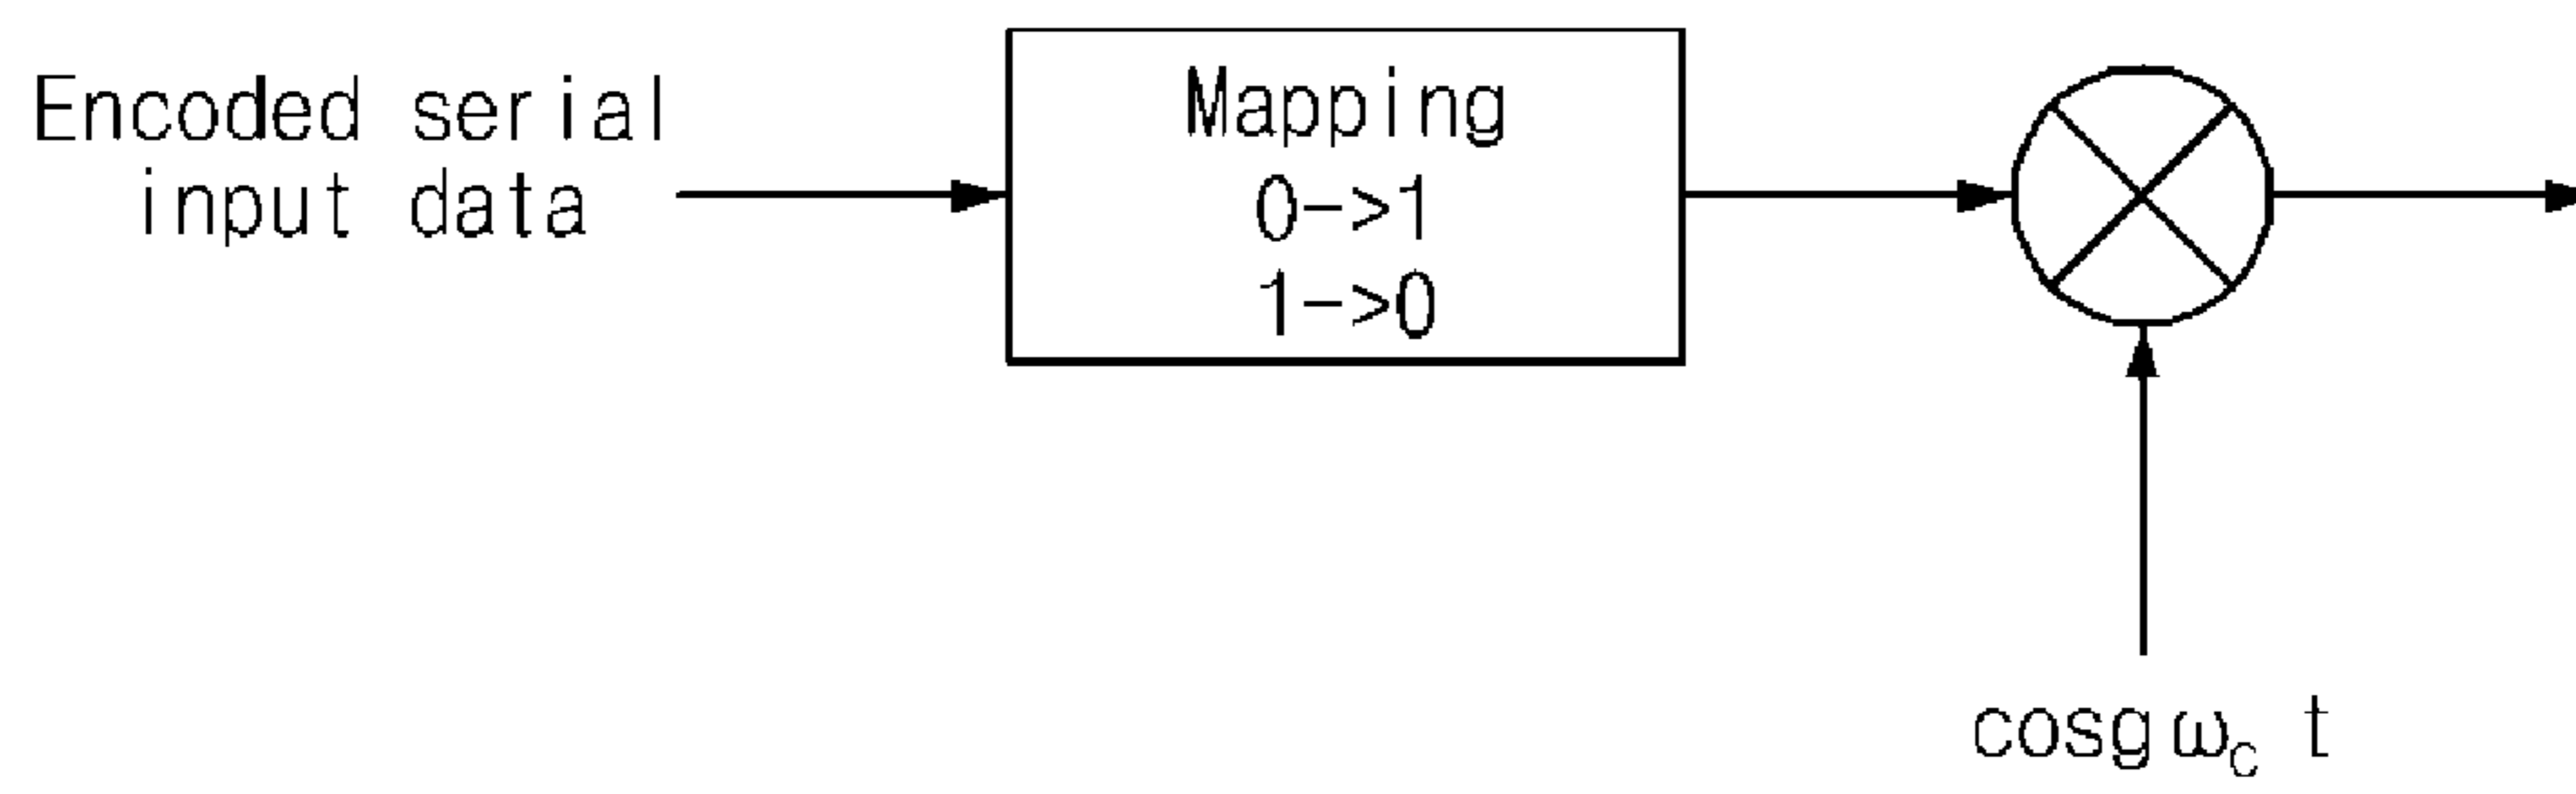 Encoded serial
input data
Mapping
0->1
1->0
cosgω_c t